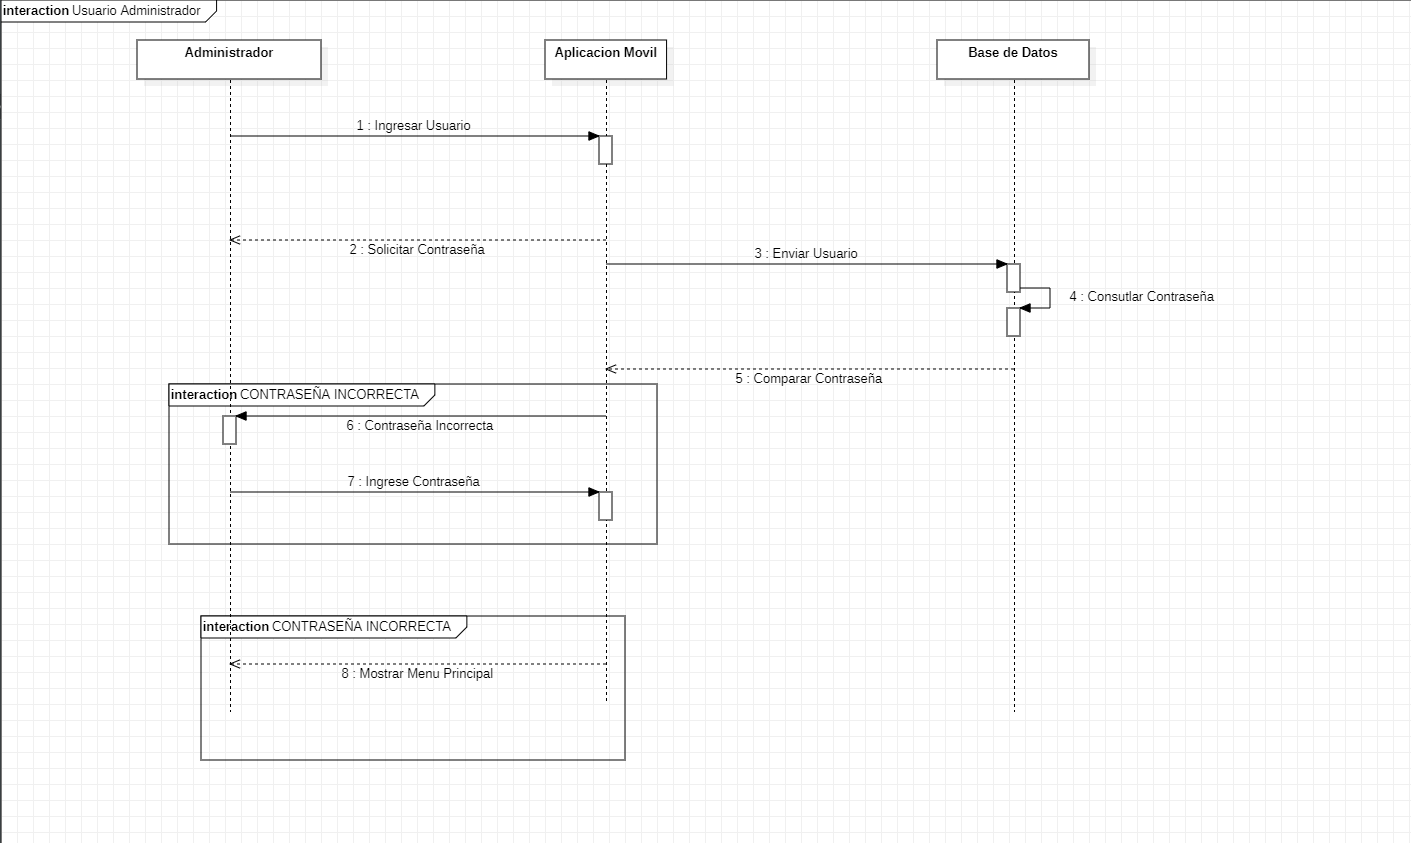 interaction Usuario Administrador
Administrador
Aplicacion Movil
Base de Datos
1 : Ingresar Usuario
2 : Solicitar Contraseña
3 : Enviar Usuario
4 : Consutlar Contraseña
5 : Comparar Contraseña
interaction CONTRASEÑA INCORRECTA
6 : Contraseña Incorrecta
7 : Ingrese Contraseña
interaction CONTRASEÑA INCORRECTA
8 : Mostrar Menu Principal